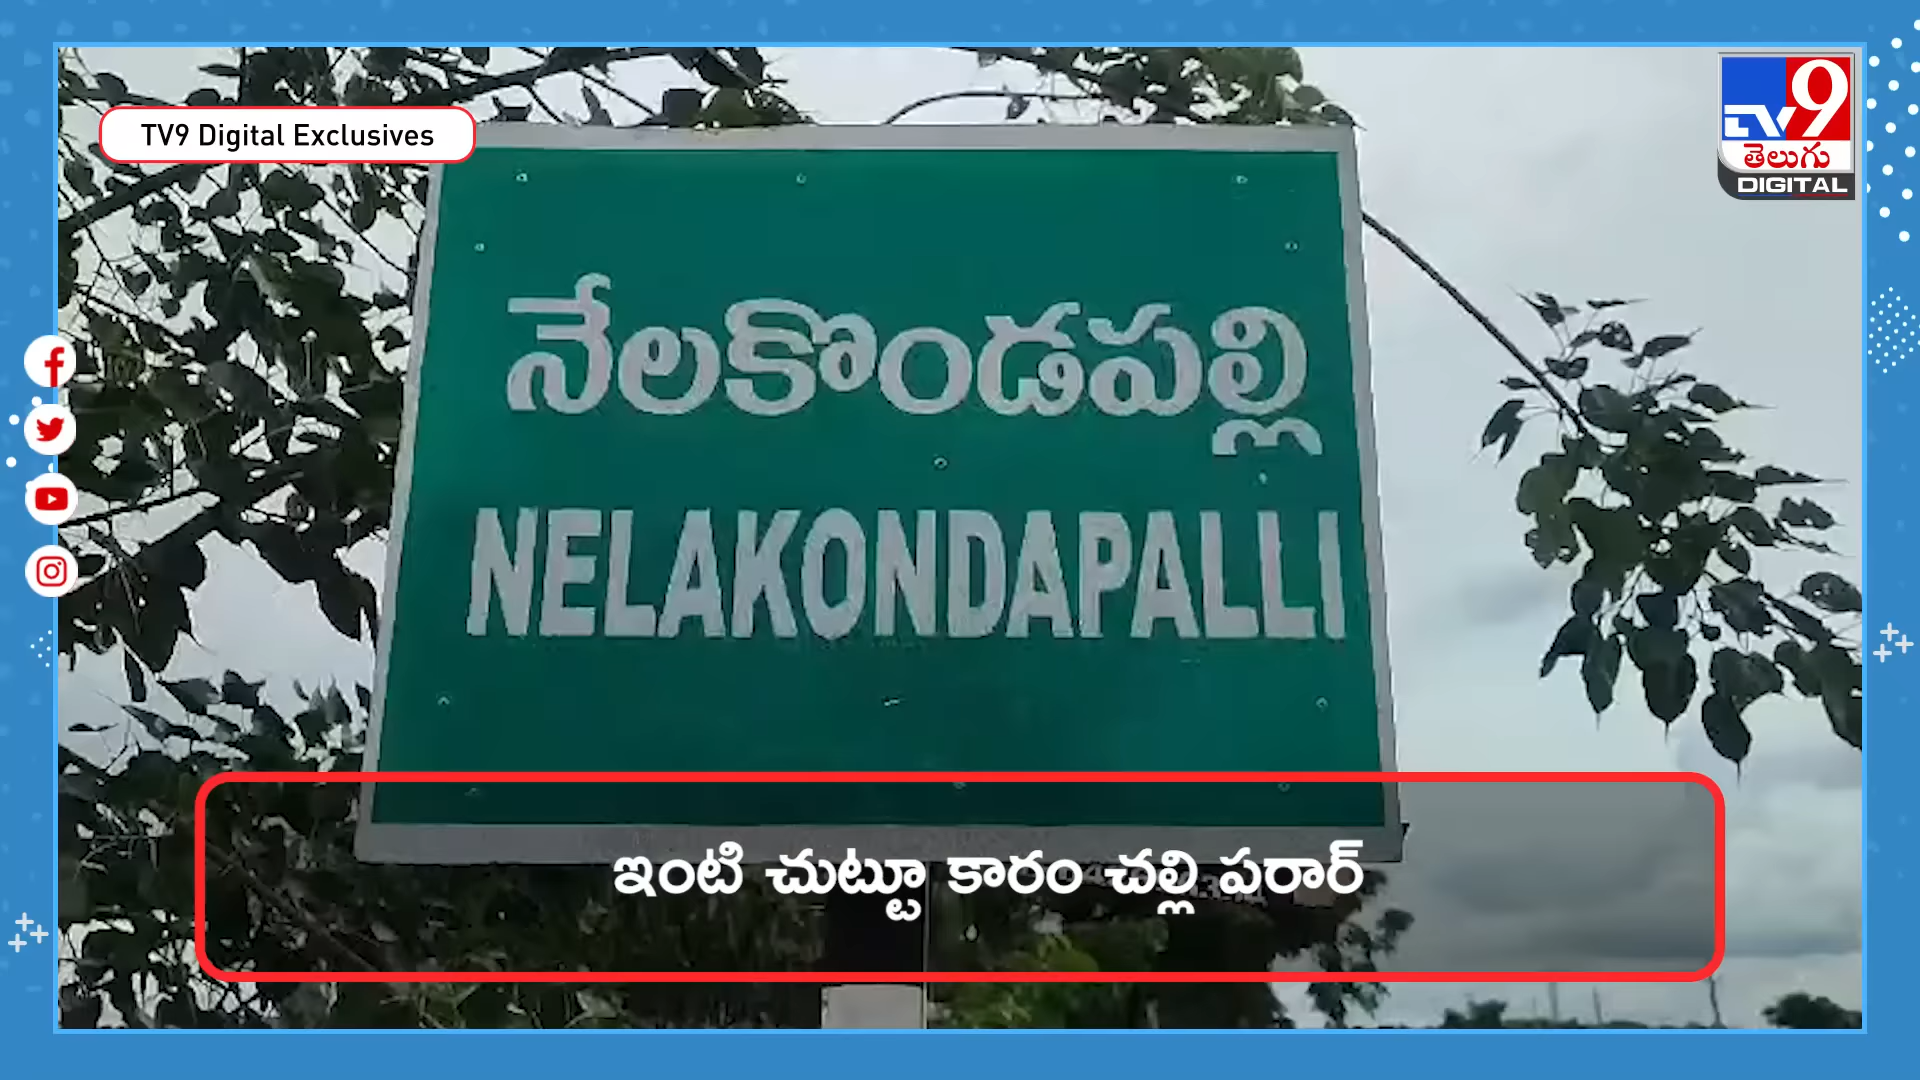 TV9 Digital Exclusives
TV9
తెలుగు
DIGITAL
నేలకొండపల్లి
NELAKONDAPALLI
ఇంటి చుట్టూ కారం చల్లి పరార్